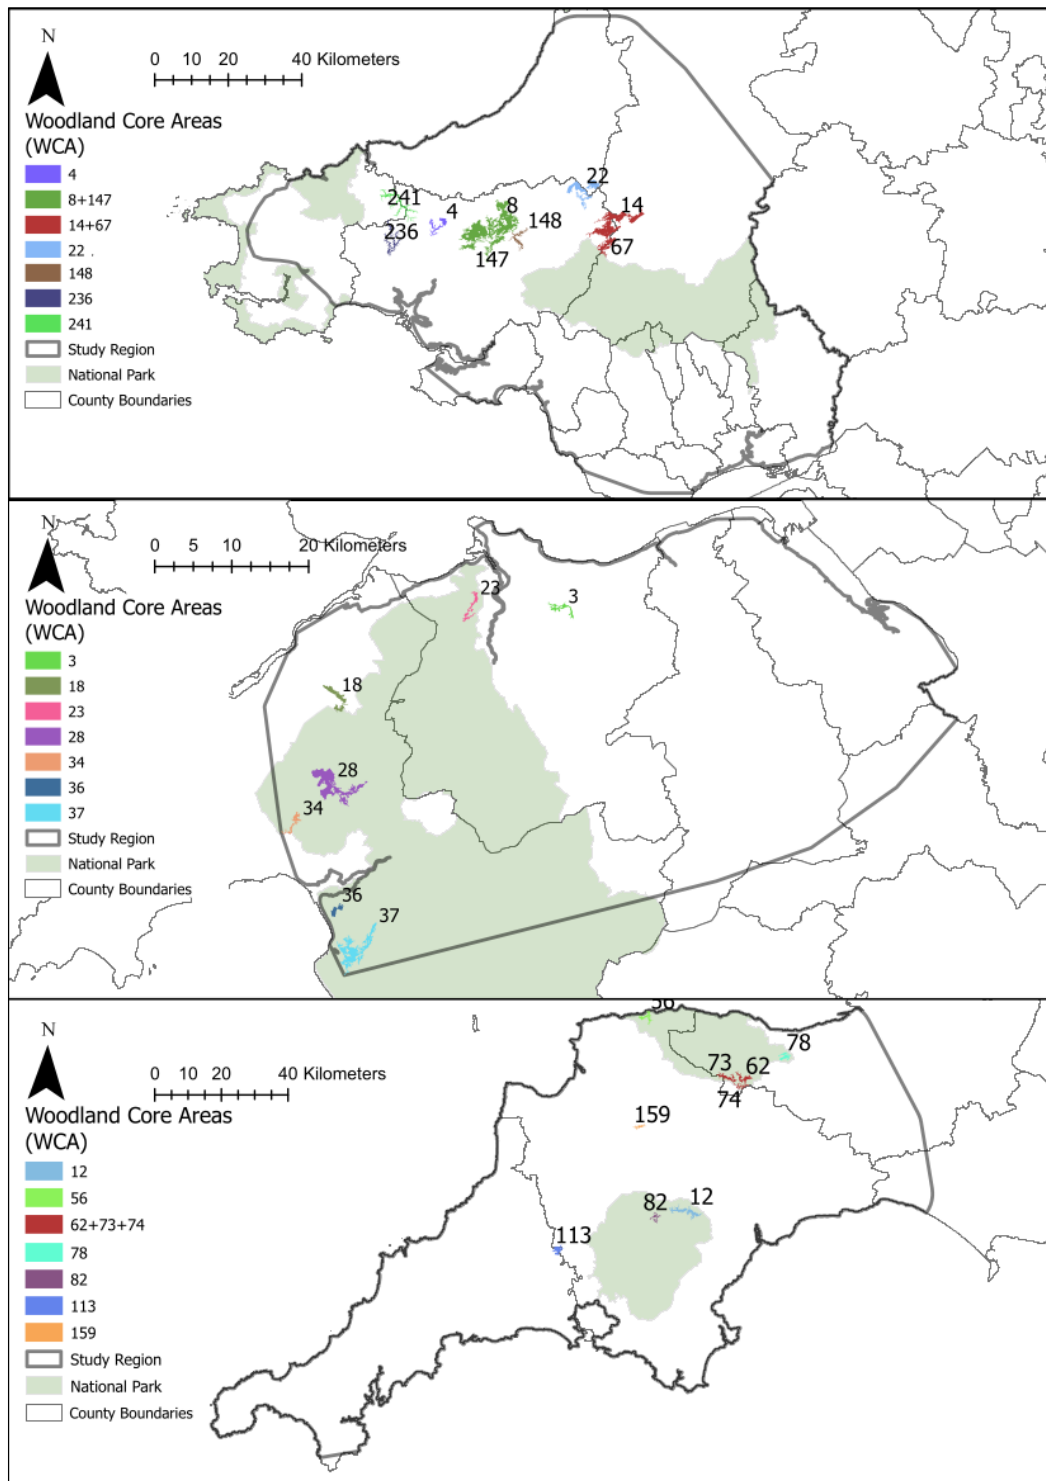 N
0 10 20 40 Kilometers
Woodland Core Areas
(WCA)
4
8+147
14+67
22 .
148
236
241
Study Region
National Park
County Boundaries
241
4
236
8
148
147
22
14
67
N
0 5 10 20 Kilometers
Woodland Core Areas
(WCA)
3
18
23
28
34
36
37
Study Region
National Park
County Boundaries
23
3
18
28
34
36
37
N
0 10 20 40 Kilometers
Woodland Core Areas
(WCA)
12
56
62+73+74
78
82
113
159
Study Region
National Park
County Boundaries
56
78
73 62
74
159
82 12
113